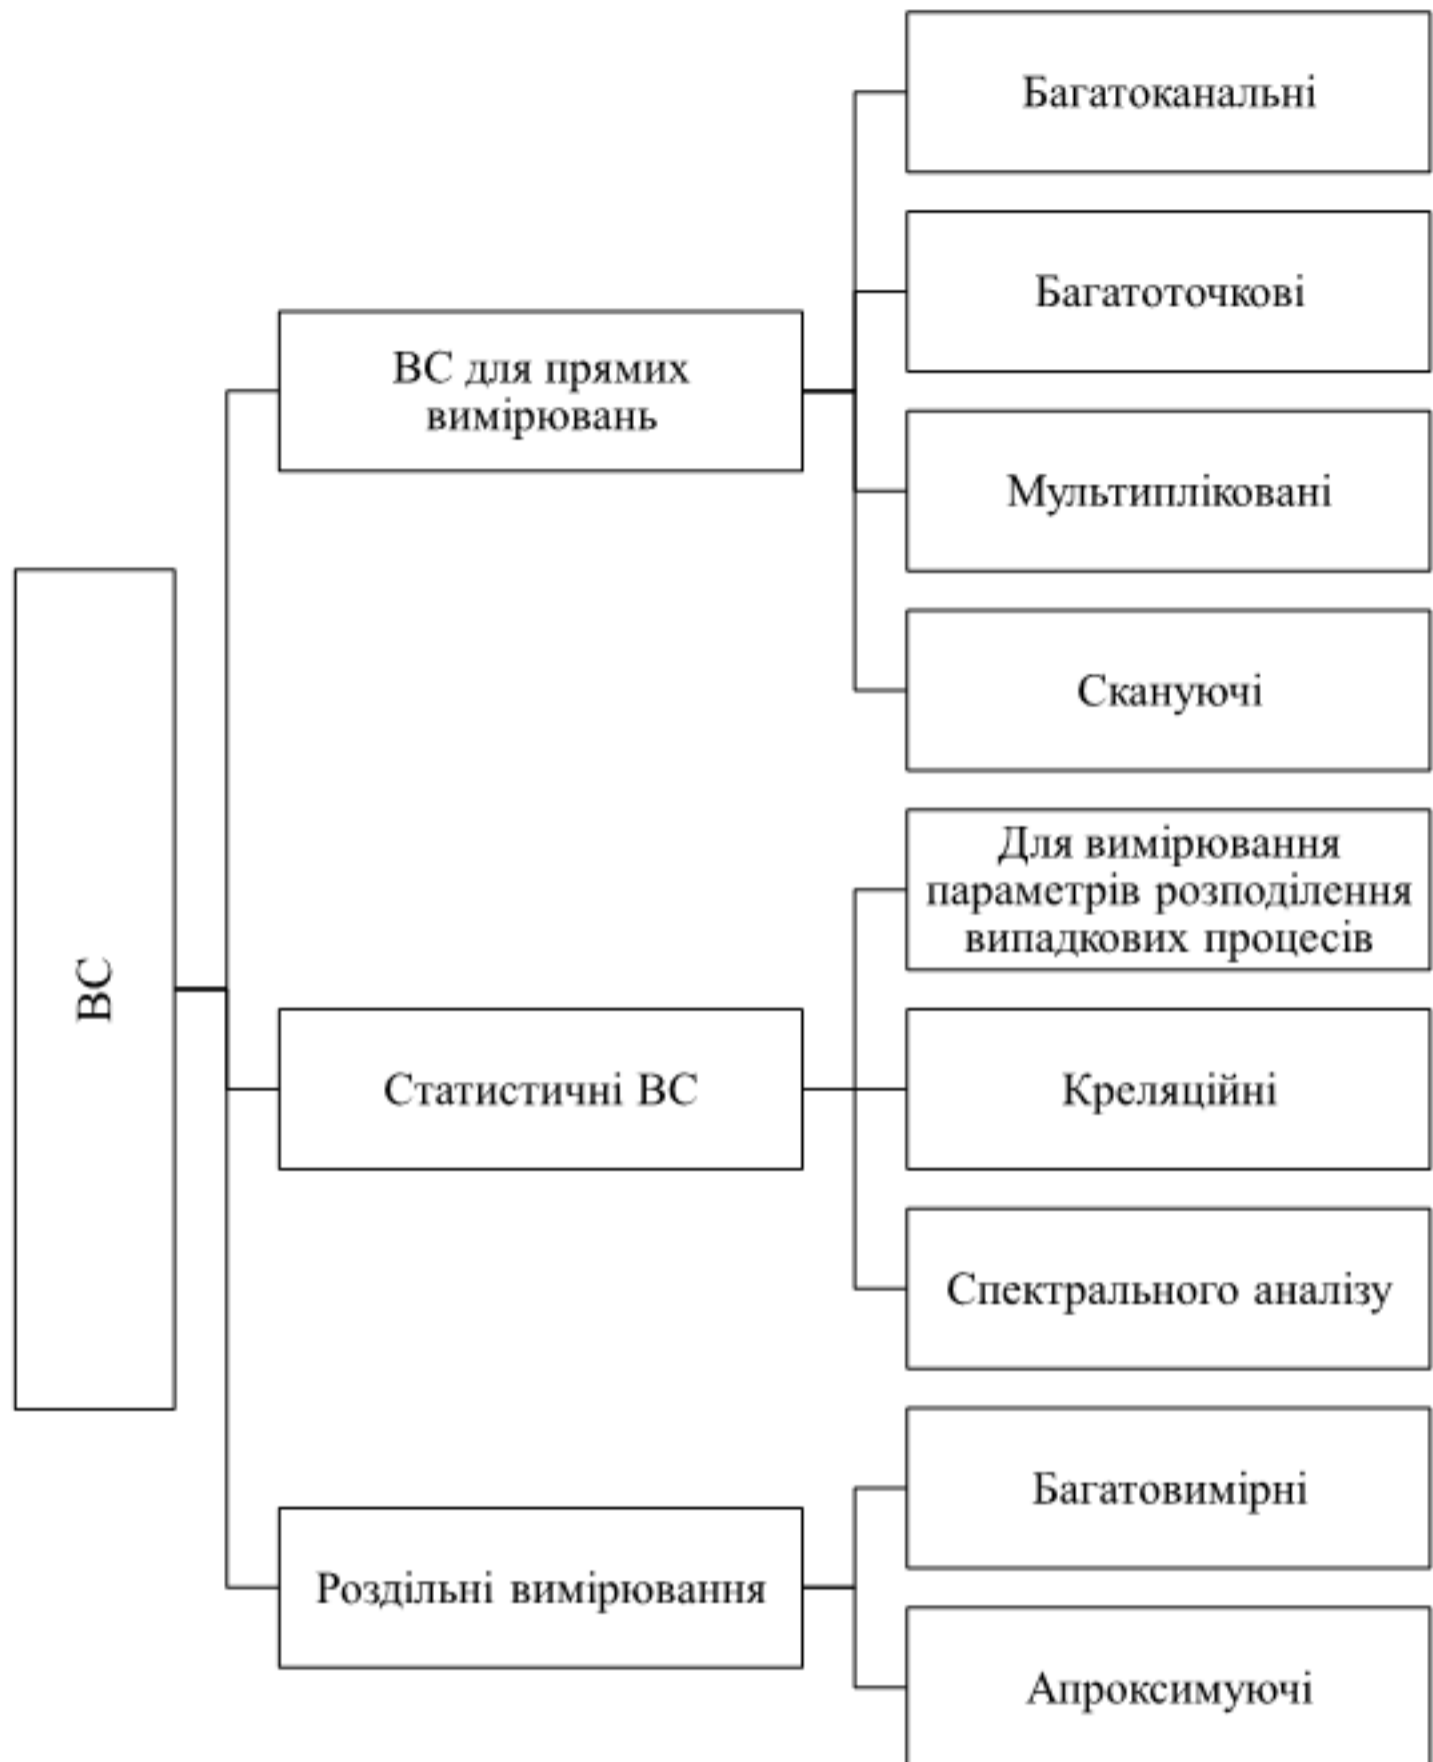 ВС
ВС для прямих
вимірювань
Багатоканальні
Багатоточкові
Мультипліковані
Скануючі
Статистичні ВС
Для вимірювання
параметрів розподілення
випадкових процесів
Креляційні
Спектрального аналізу
Роздільні вимірювання
Багатовимірні
Апроксимуючі